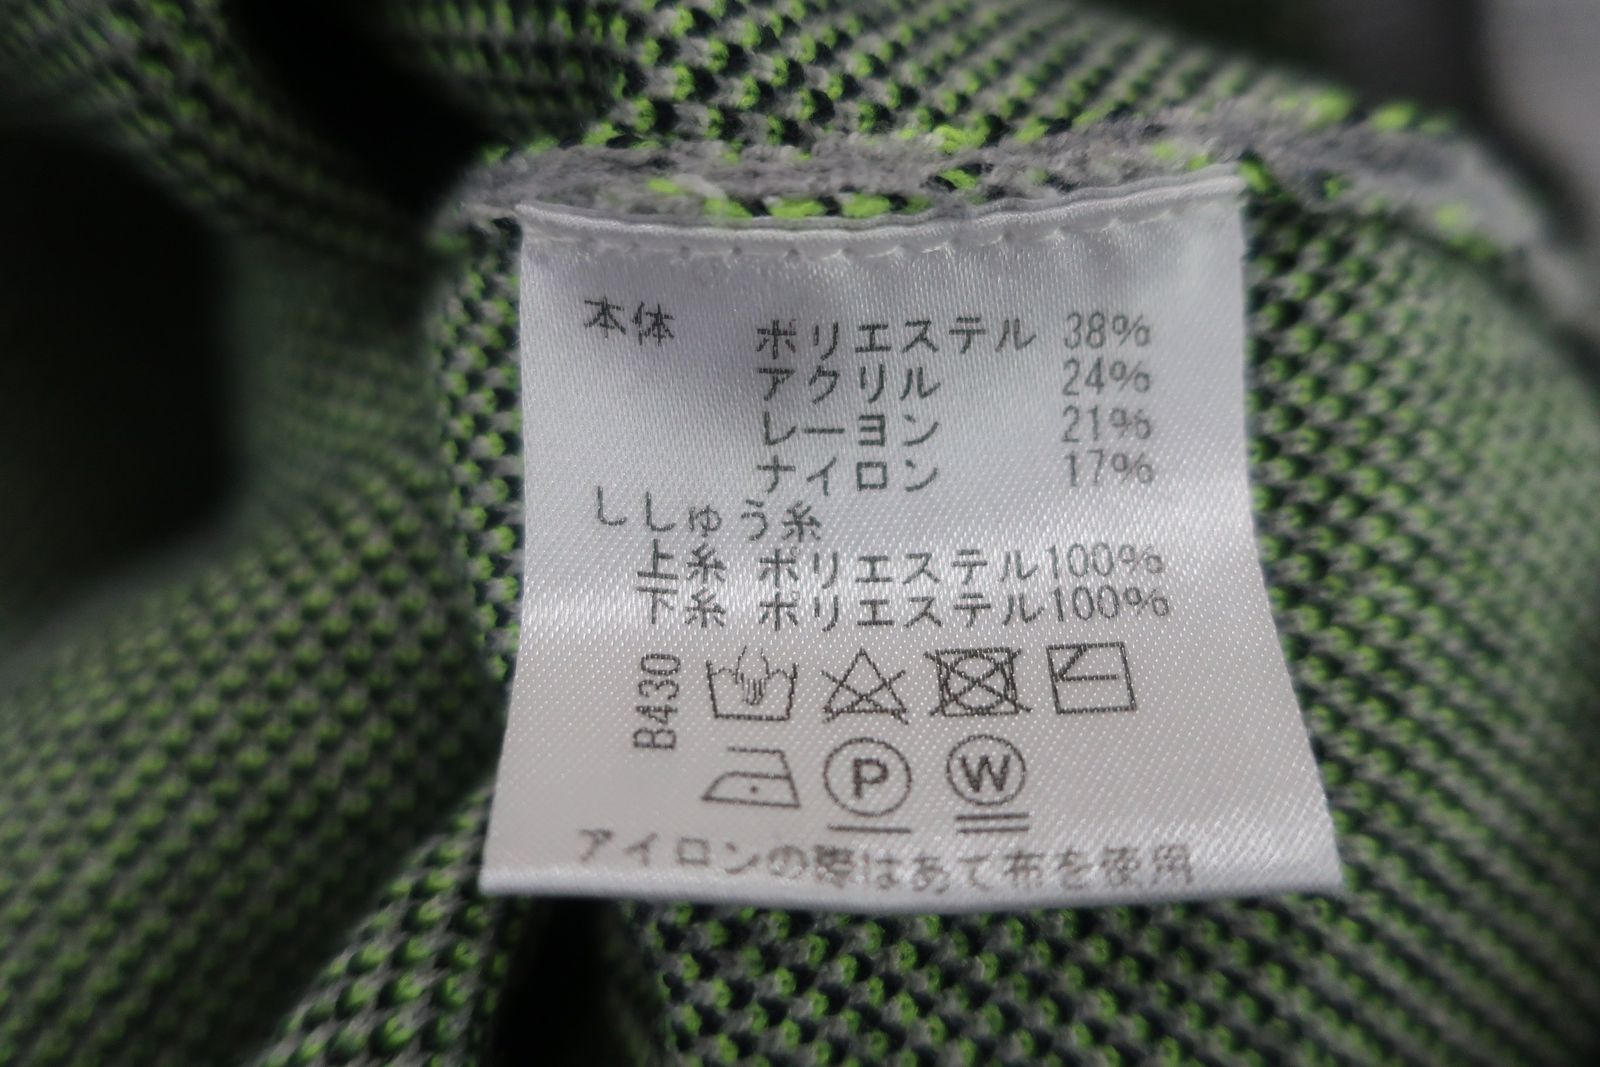 本体 ポリエステル 38%
アクリル 24%
レーヨン 21%
ナイロン 17%
ししゅう糸
上糸 ポリエステル100%
下糸 ポリエステル100%
B430
P W
アイロンの際はあて布を使用